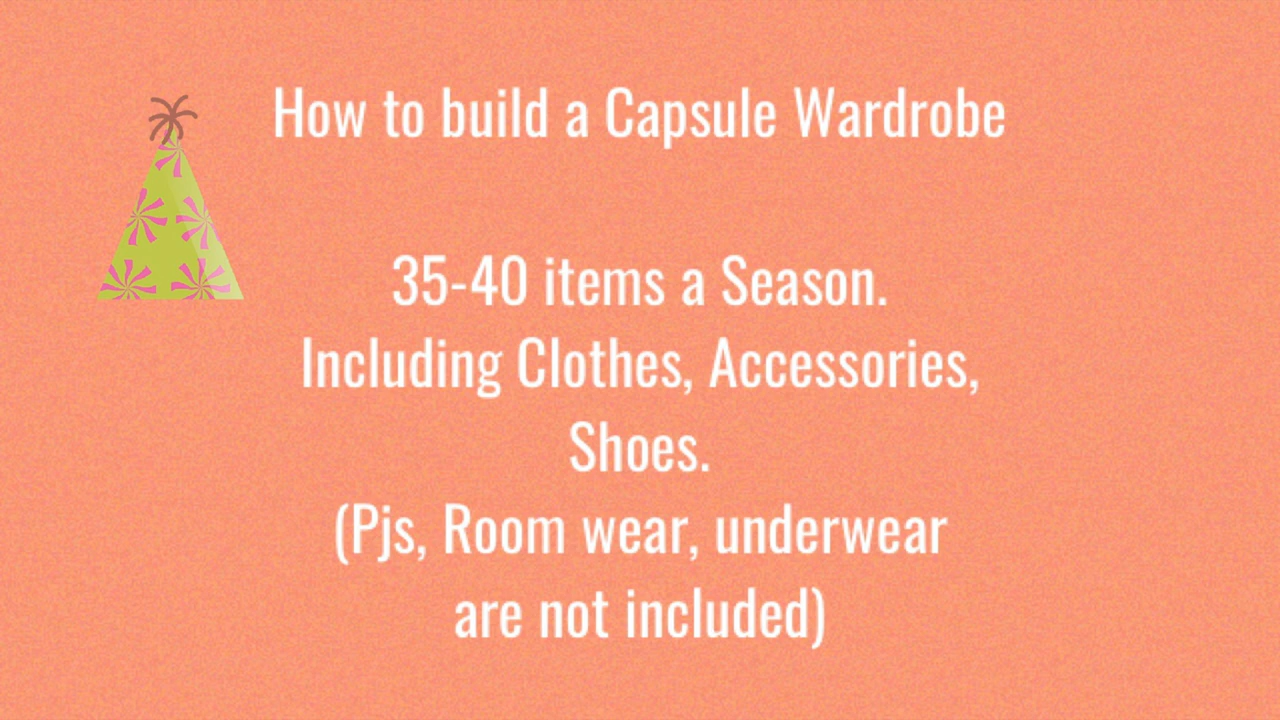 How to build a Capsule Wardrobe
35-40 items a Season.
Including Clothes, Accessories,
Shoes.
(Pjs, Room wear, underwear
are not included)